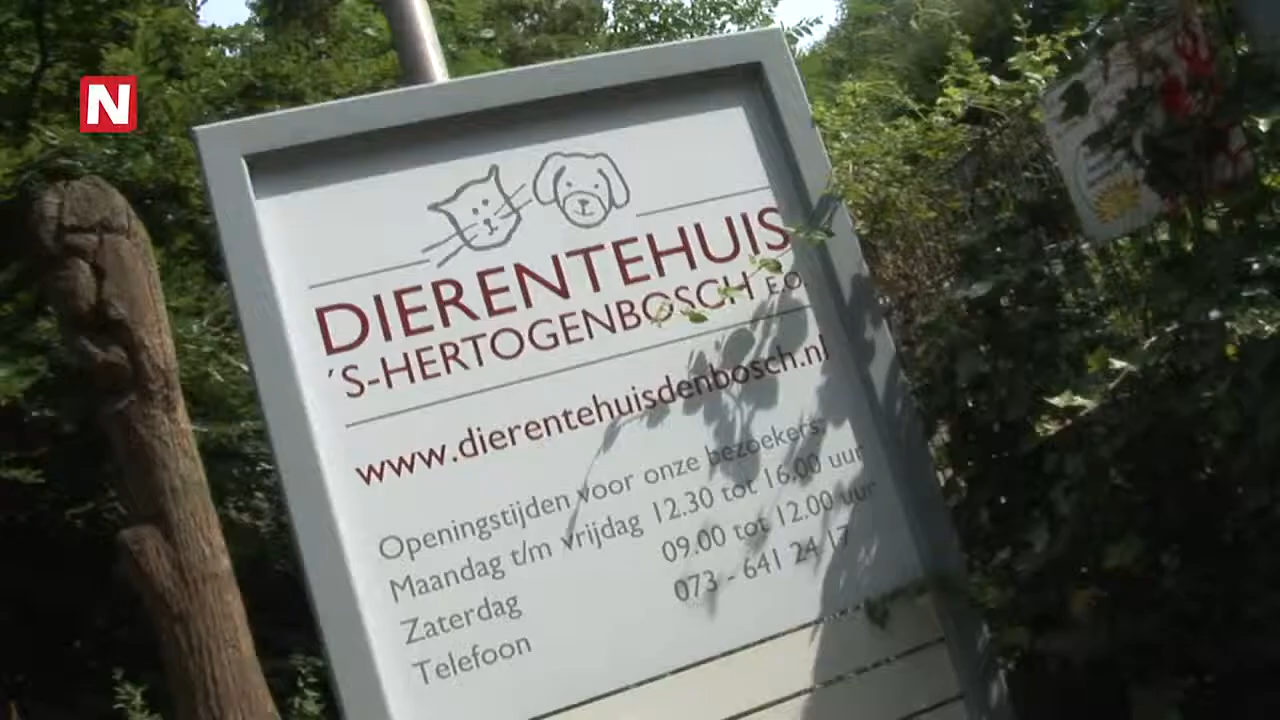 N
DIERENTEHUIS
'S-HERTOGENBOSCH E.O.
www.dierentehuisdenbosch.nl
Openingstijden voor onze bezoekers:
Maandag t/m vrijdag 12.30 tot 16.00 uur
Zaterdag 09.00 tot 12.00 uur
Telefoon 073 - 641 24 17